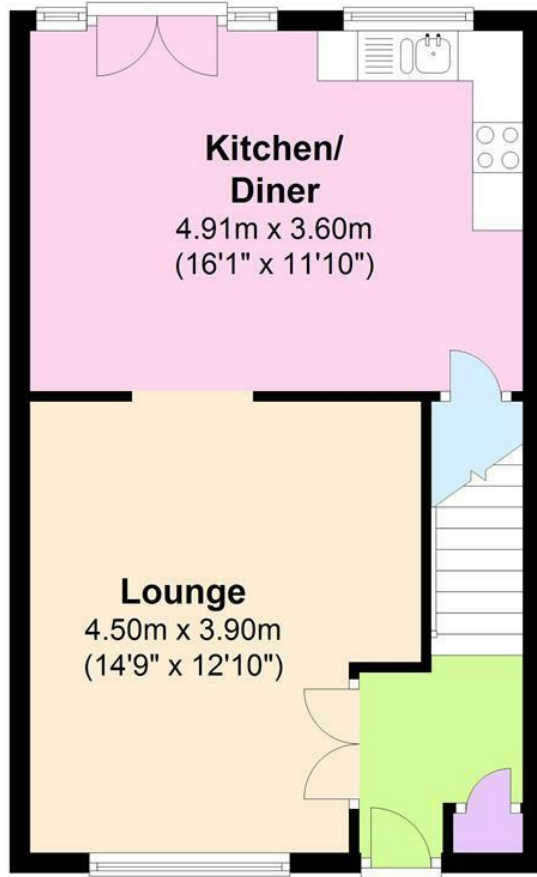 Kitchen/
Diner
4.91m x 3.60m
(16'1" x 11'10")
Lounge
4.50m x 3.90m
(14'9" x 12'10")